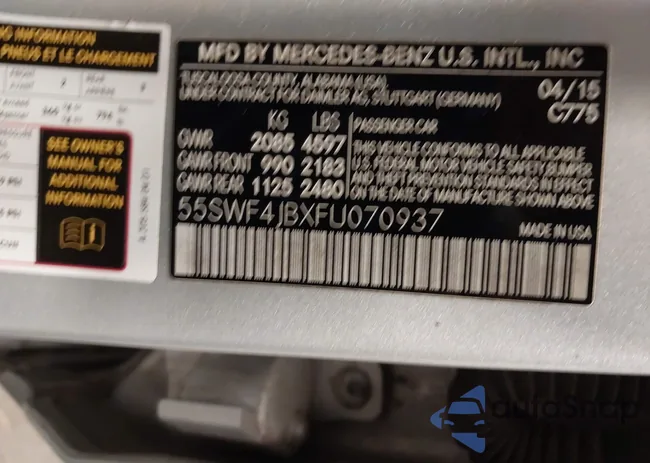 NG INFORMATION
PNEUS ET LE CHARGEMENT
2
SEE OWNER'S
MANUAL FOR
ADDITIONAL
INFORMATION
MFD BY MERCEDES-BENZ U.S. INTL., INC
TUSCALOOSA COUNTY, ALABAMA (USA),
UNDER CONTRACT FOR DAIMLER AG, STUTTGART (GERMANY)
04/15
C775
KG LBS
GVWR 2085 4597
GAWR FRONT 990 2183
GAWR REAR 1125 2480
PASSENGER CAR
THIS VEHICLE CONFORMS TO ALL APPLICABLE
U.S. FEDERAL MOTOR VEHICLE SAFETY BUMPER
AND THEFT PREVENTION STANDARDS IN EFFECT
ON THE DATE OF MANUFACTURE SHOWN ABOVE
55SWF4JBXFU070937
MADE IN USA
autoSnap